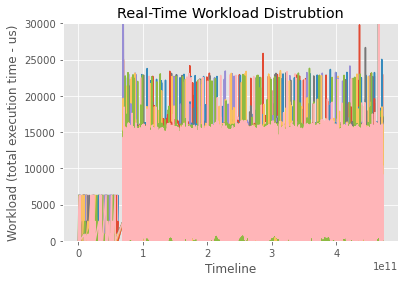 Real-Time Workload Distrubtion
Workload (total execution time - us)
30000
25000
20000
15000
10000
5000
0
0 1 2 3 4
1e11
Timeline